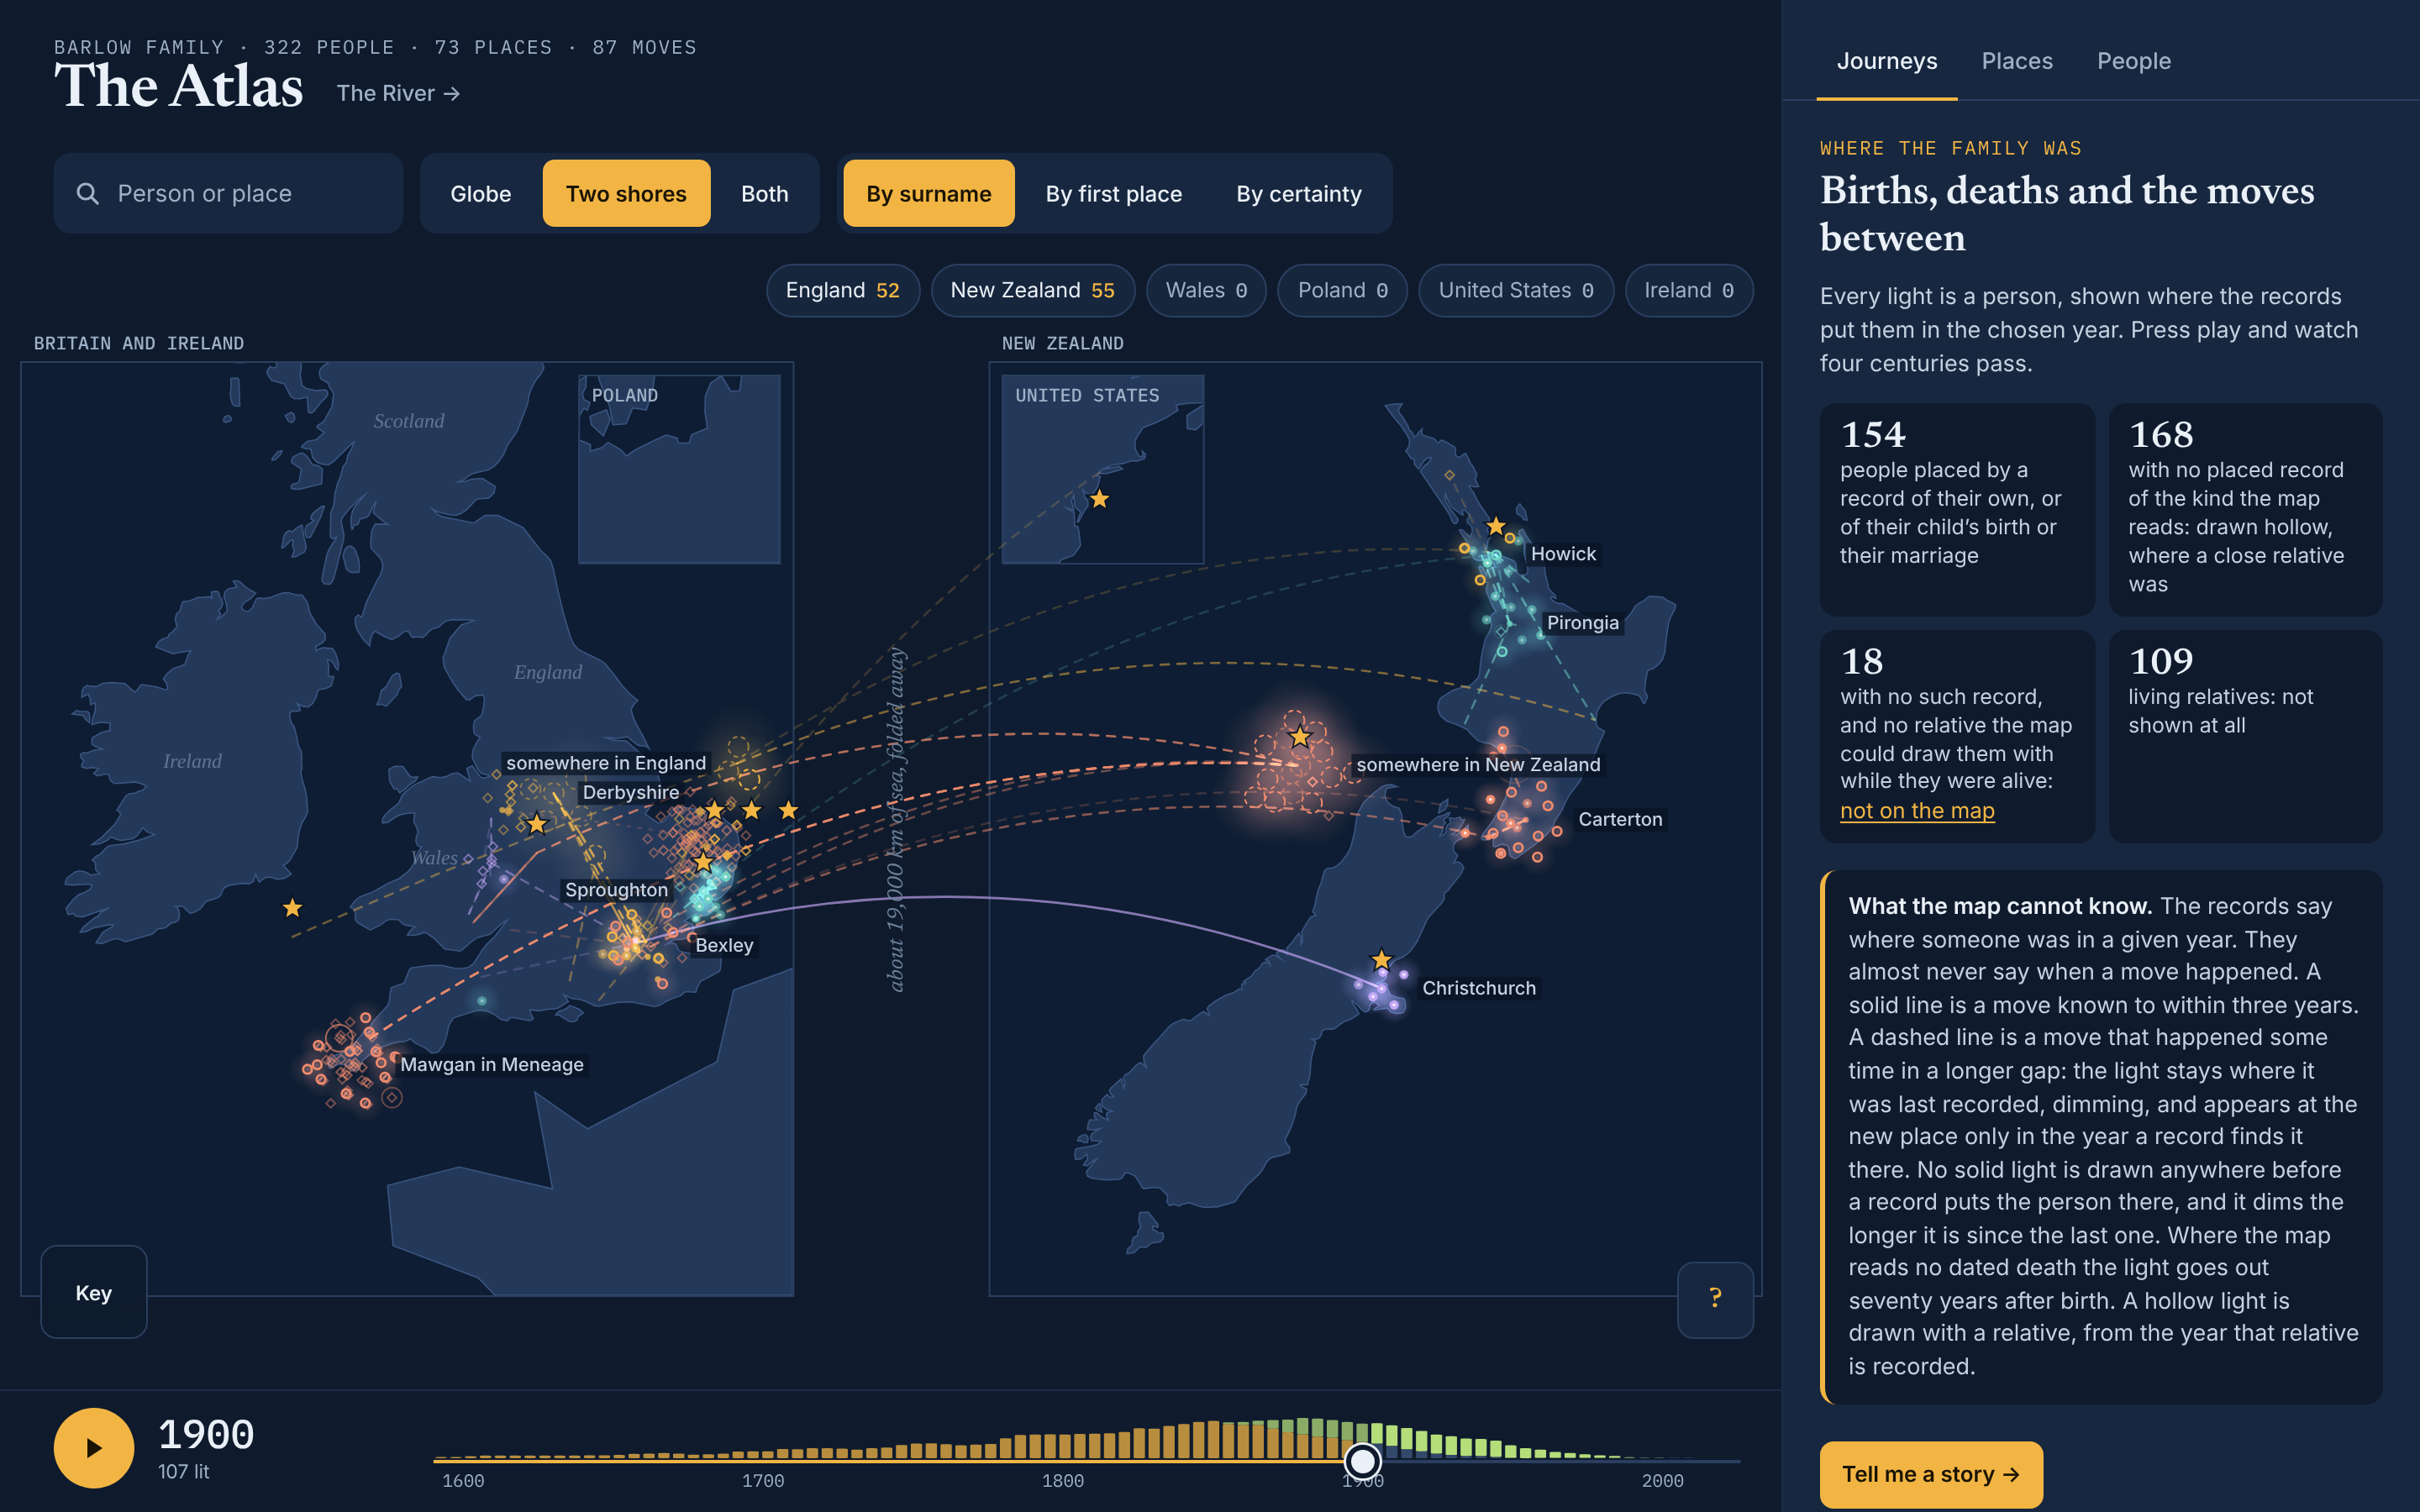 BARLOW FAMILY · 322 PEOPLE · 73 PLACES · 87 MOVES
The Atlas
The River →
Person or place
Globe
Two shores
Both
By surname
By first place
By certainty
England 52
New Zealand 55
Wales 0
Poland 0
United States 0
Ireland 0
BRITAIN AND IRELAND
POLAND
Scotland
England
Ireland
Wales
somewhere in England
Derbyshire
Sproughton
Bexley
Mawgan in Meneage
about 19,000 km of sea, folded away
NEW ZEALAND
UNITED STATES
Howick
Pirongia
somewhere in New Zealand
Carterton
Christchurch
Key
?
1900
107 lit
1600
1700
1800
1900
2000
Journeys
Places
People
WHERE THE FAMILY WAS
Births, deaths and the moves
between
Every light is a person, shown where the records
put them in the chosen year. Press play and watch
four centuries pass.
154
people placed by a
record of their own, or
of their child’s birth or
their marriage
168
with no placed record
of the kind the map
reads: drawn hollow,
where a close relative
was
18
with no such record,
and no relative the map
could draw them with
while they were alive:
not on the map
109
living relatives: not
shown at all
What the map cannot know. The records say
where someone was in a given year. They
almost never say when a move happened. A
solid line is a move known to within three years.
A dashed line is a move that happened some
time in a longer gap: the light stays where it
was last recorded, dimming, and appears at the
new place only in the year a record finds it
there. No solid light is drawn anywhere before
a record puts the person there, and it dims the
longer it is since the last one. Where the map
reads no dated death the light goes out
seventy years after birth. A hollow light is
drawn with a relative, from the year that relative
is recorded.
Tell me a story →